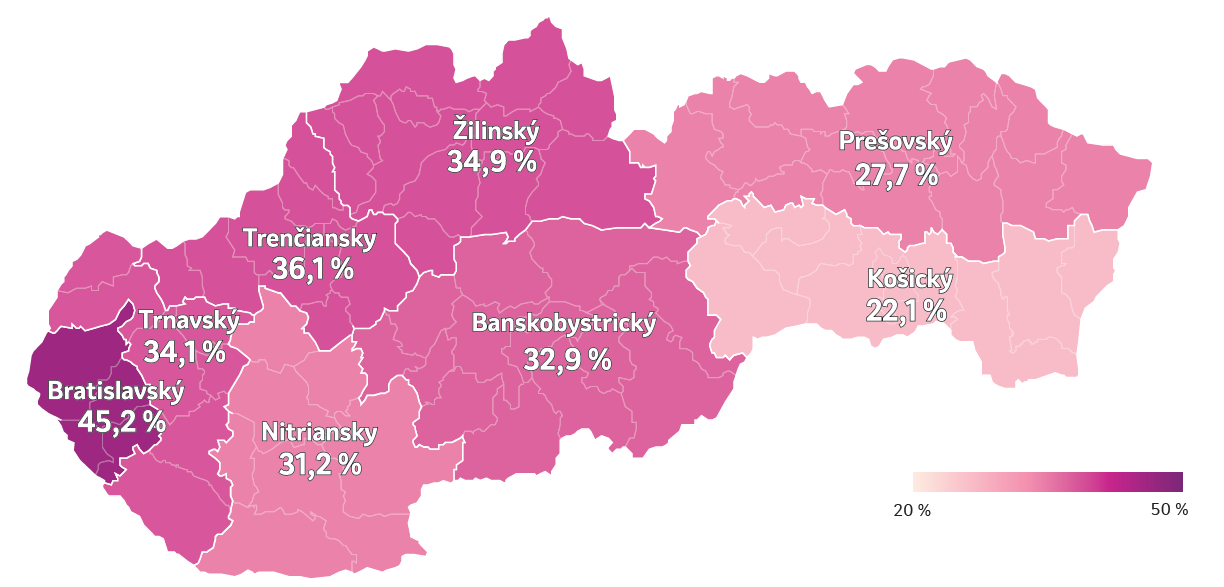 Žilinský
34,9 %
Prešovský
27,7 %
Trenčiansky
36,1 %
Košický
22,1 %
Trnavský
34,1 %
Banskobystrický
32,9 %
Bratislavský
45,2 %
Nitriansky
31,2 %
20 %
50 %